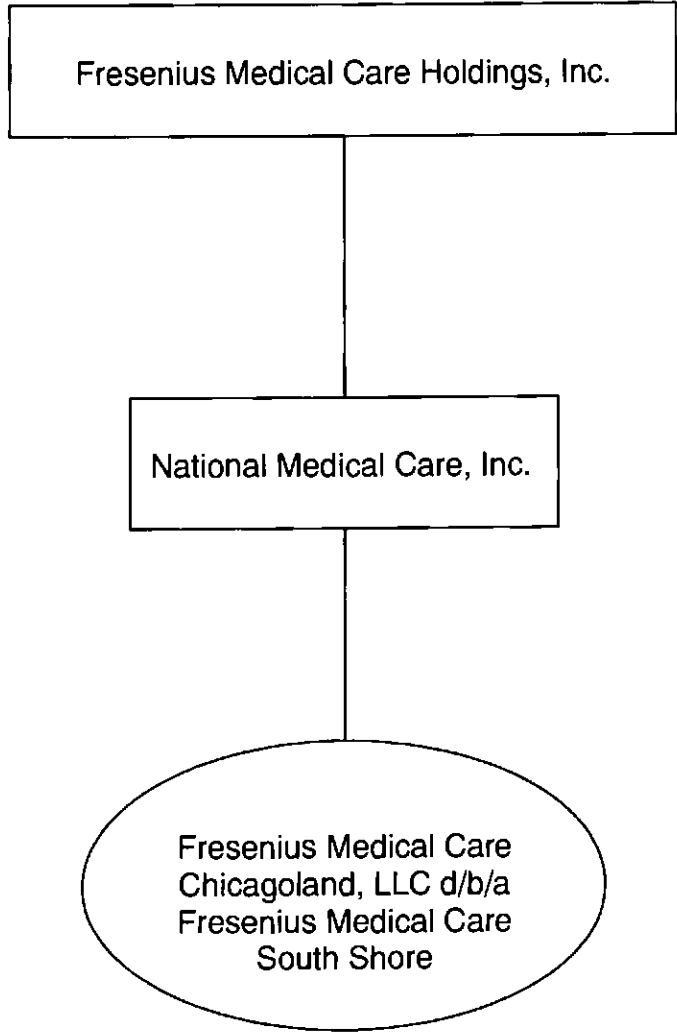 Fresenius Medical Care Holdings, Inc.
National Medical Care, Inc.
Fresenius Medical Care
Chicagoland, LLC d/b/a
Fresenius Medical Care
South Shore